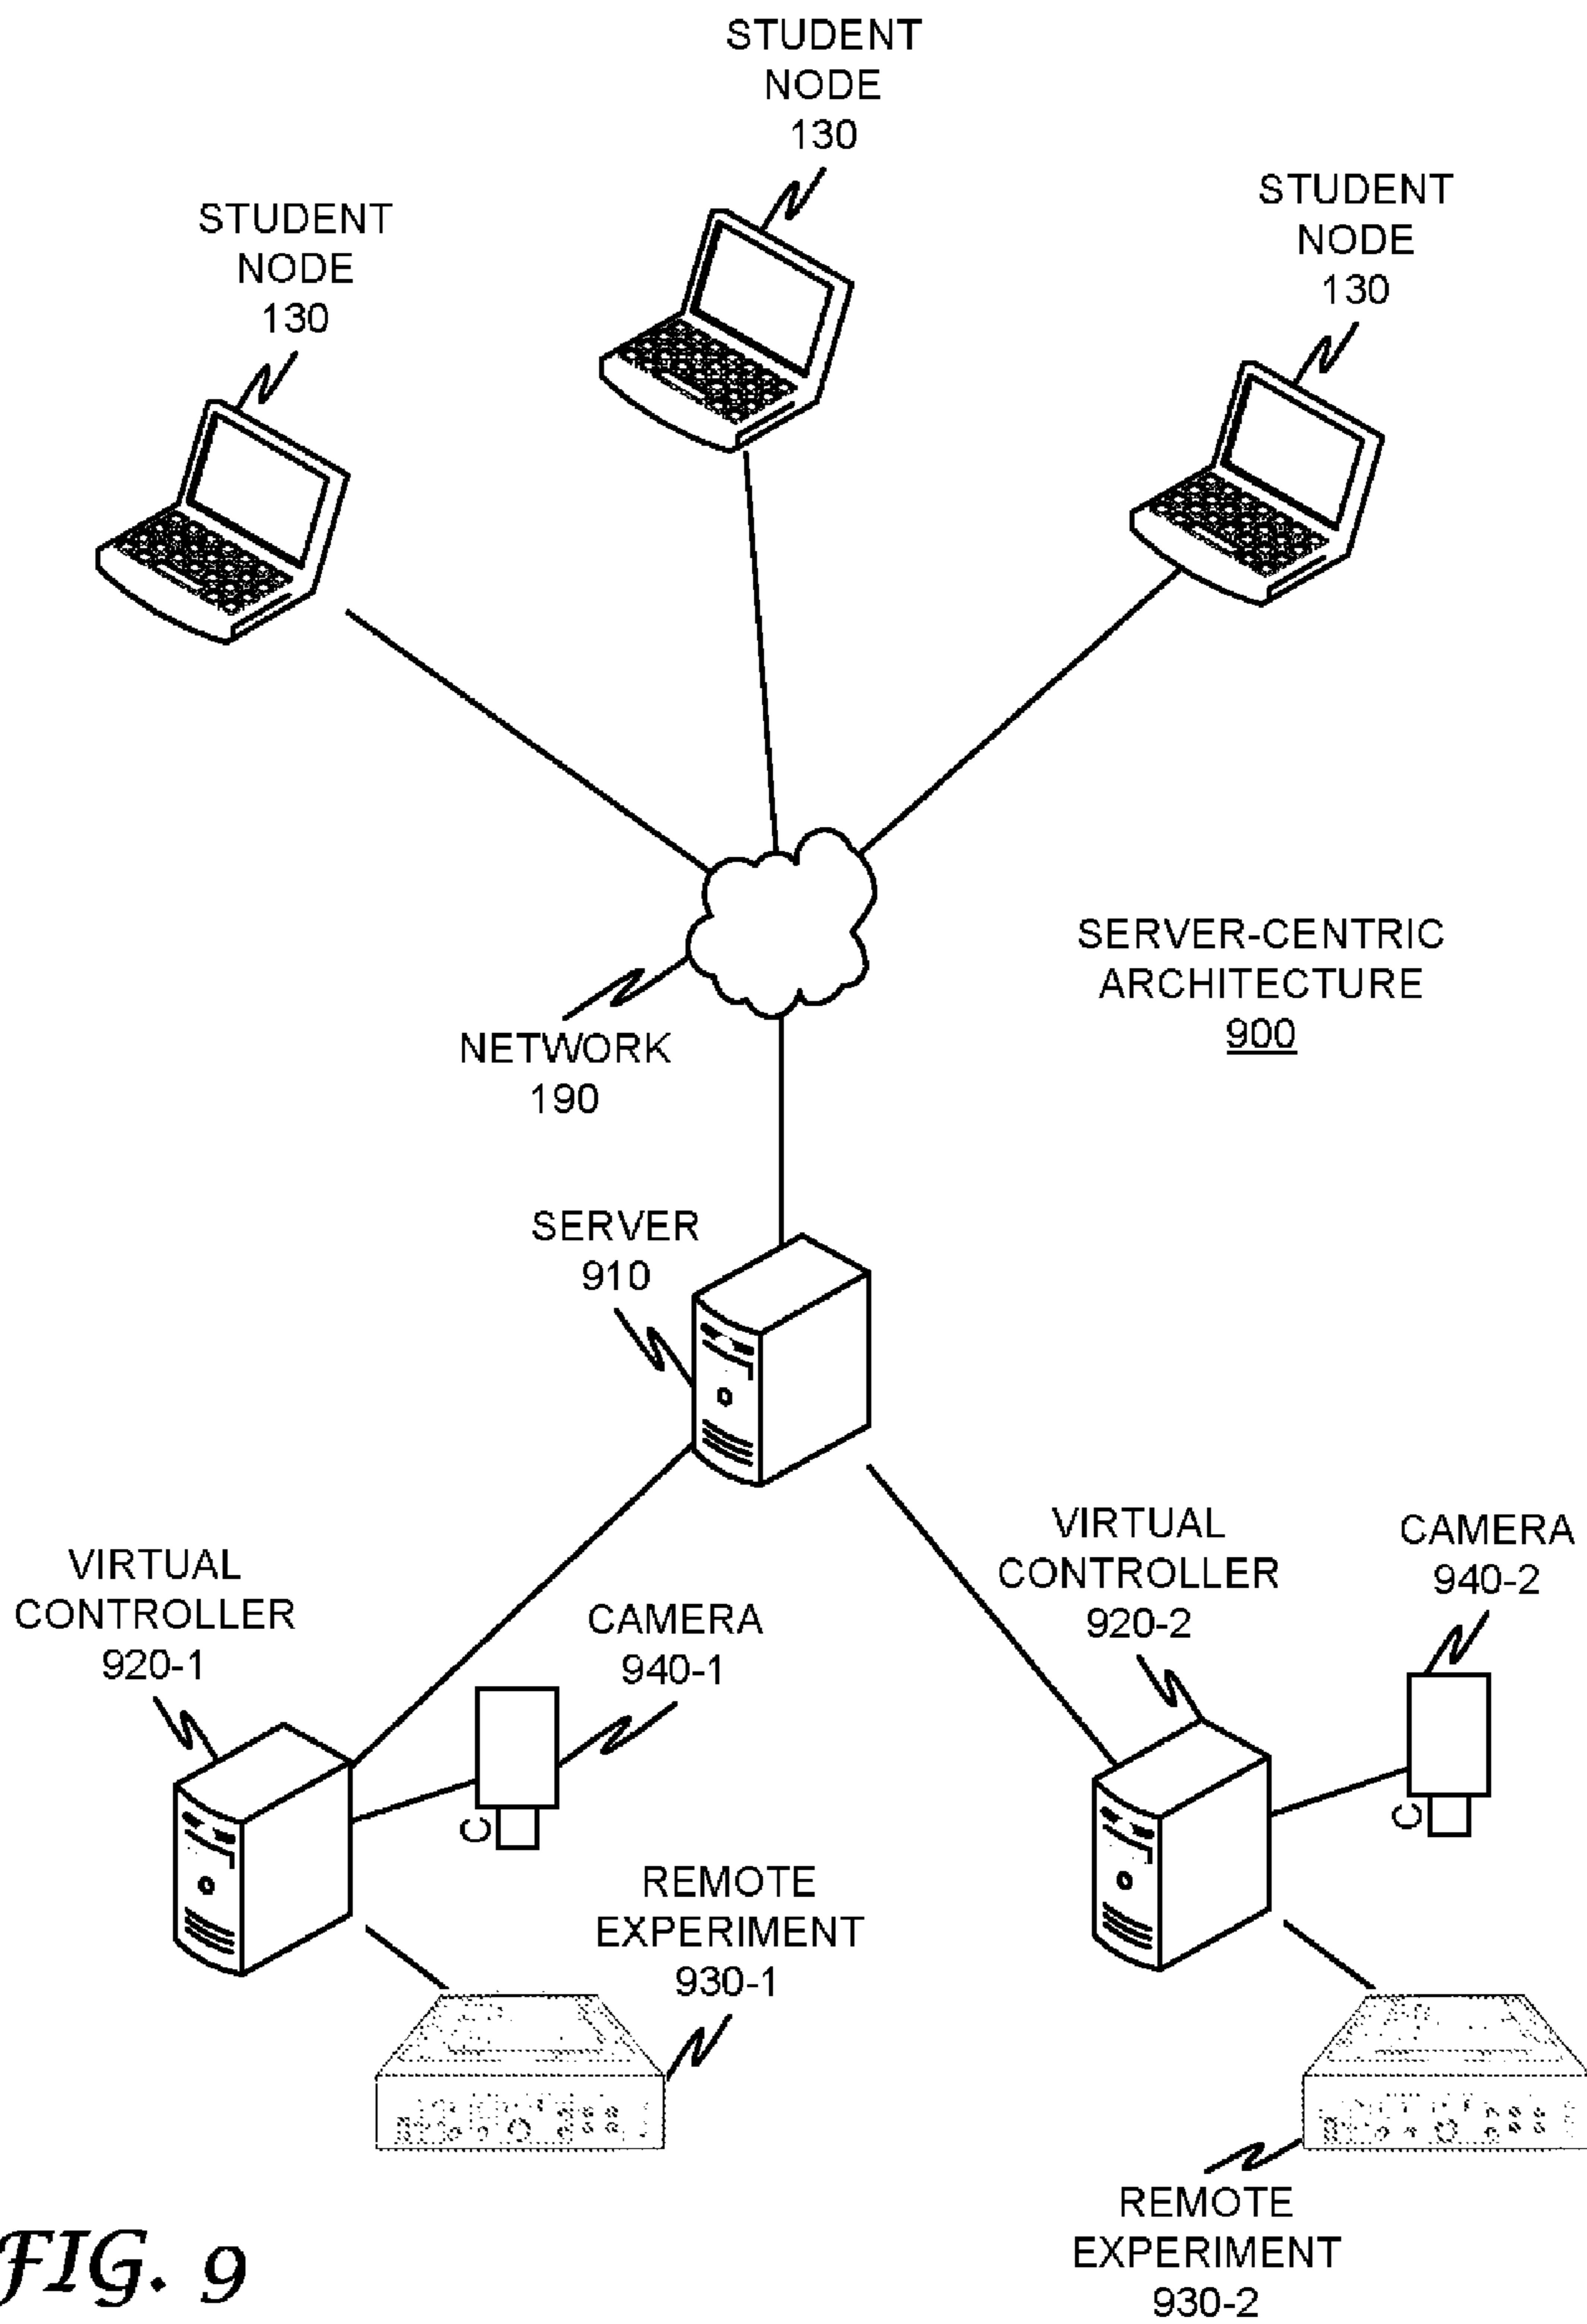 STUDENT
NODE
130
STUDENT
NODE
130
STUDENT
NODE
130
SERVER-CENTRIC
ARCHITECTURE
900
NETWORK
190
SERVER
910
VIRTUAL
CONTROLLER
920-1
CAMERA
940-1
VIRTUAL
CONTROLLER
920-2
CAMERA
940-2
C
C
REMOTE
EXPERIMENT
930-1
REMOTE
EXPERIMENT
930-2
FIG. 9